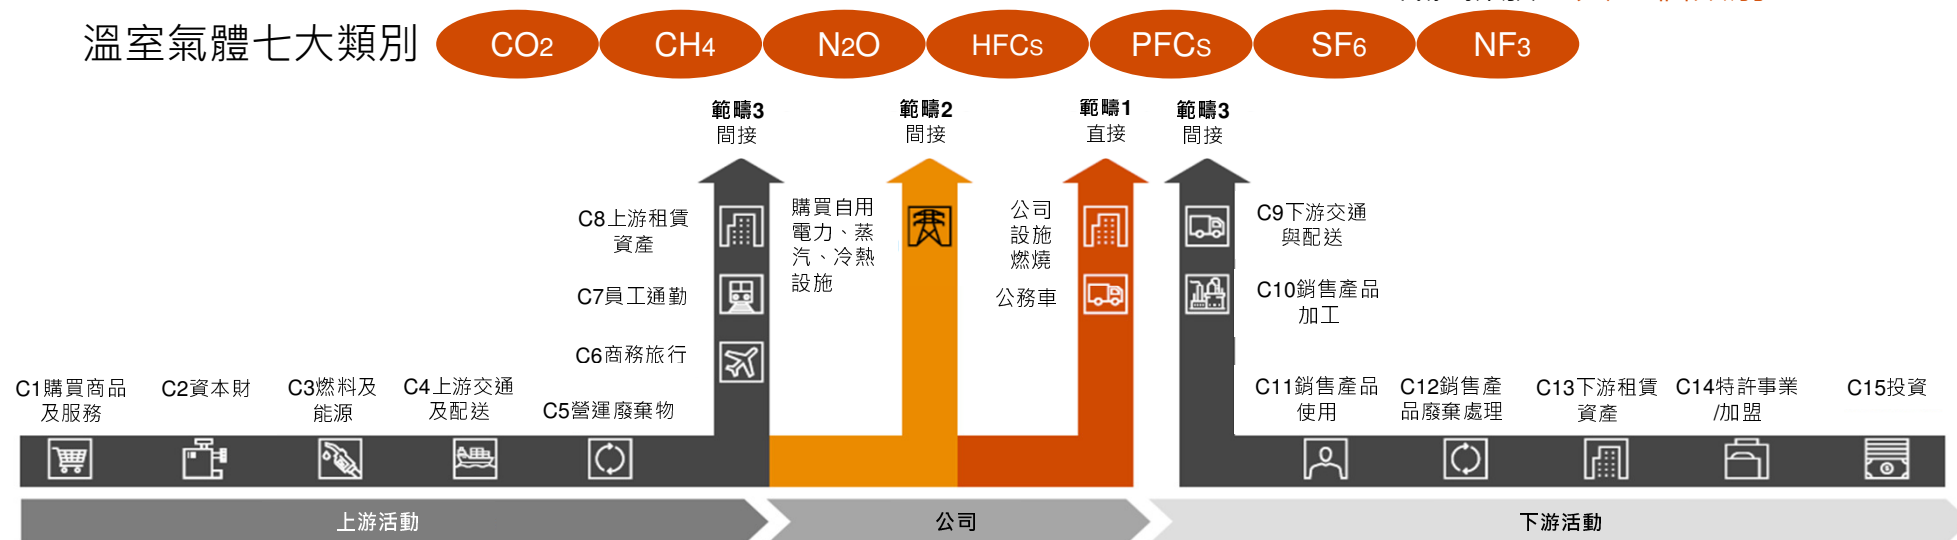 溫室氣體七大類別
CO2
CH4
N2O
HFCs
PFCs
SF6
NF3
範疇3
間接
範疇2
間接
範疇1
直接
範疇3
間接
C8上游租賃
資產
C7員工通勤
C6商務旅行
購買自用
電力、蒸
汽、冷熱
設施
公司
設施
燃燒
公務車
C9下游交通
與配送
C10銷售產品
加工
C1購買商品
及服務
C2資本財
C3燃料及
能源
C4上游交通
及配送
C5營運廢棄物
C11銷售產品
使用
C12銷售產
品廢棄處理
C13下游租賃
資產
C14特許事業
/加盟
C15投資
上游活動
公司
下游活動